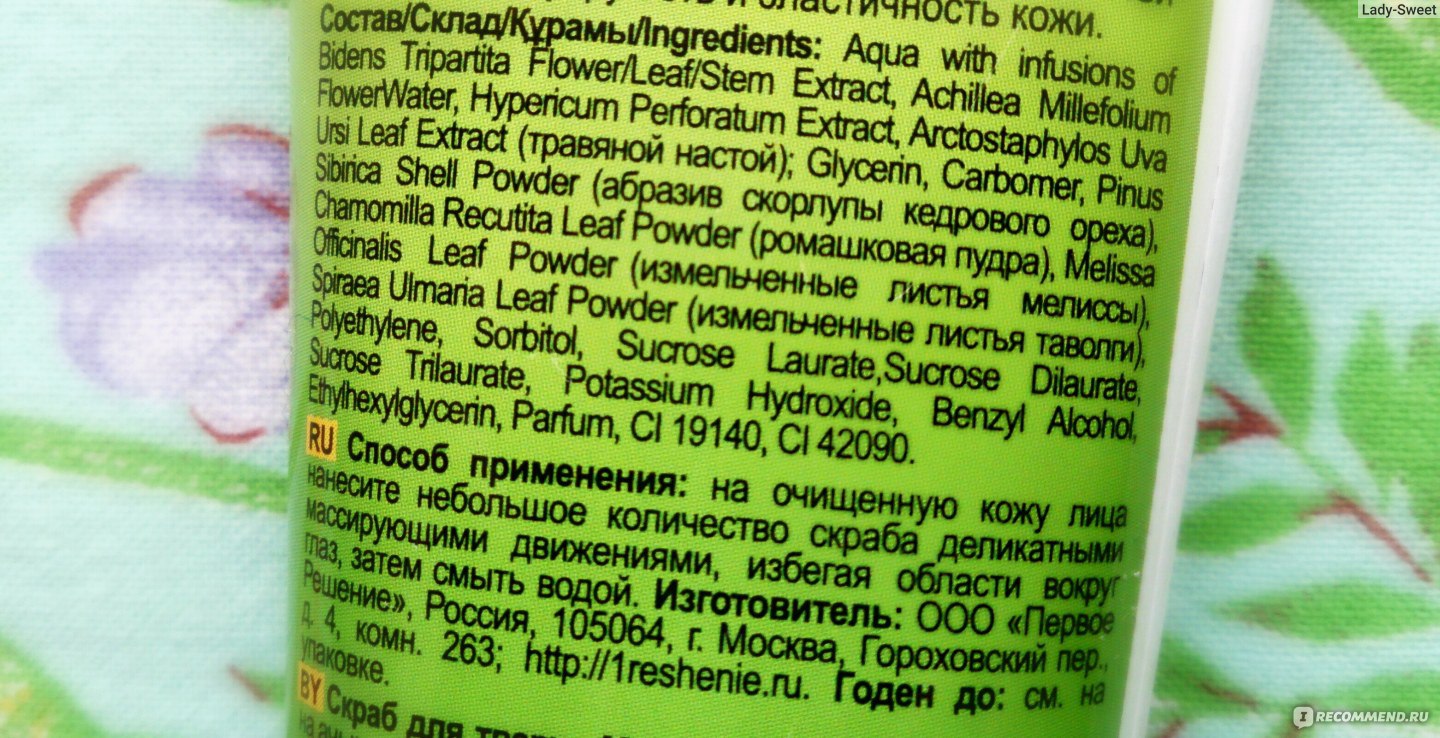 Lady-Sweet
и эластичность кожи.
Состав/Склад/Құрамы/Ingredients: Aqua with infusions of
Bidens Tripartita Flower/Leaf/Stem Extract, Achillea Millefolium
FlowerWater, Hypericum Perforatum Extract, Arctostaphylos Uva
Ursi Leaf Extract (травяной настой); Glycerin, Carbomer, Pinus
Sibirica Shell Powder (абразив скорлупы кедрового ореха),
Chamomilla Recutita Leaf Powder (ромашковая пудра), Melissa
Officinalis Leaf Powder (измельченные листья мелиссы),
Spiraea Ulmaria Leaf Powder (измельченные листья таволги),
Polyethylene, Sorbitol, Sucrose Laurate,Sucrose Dilaurate,
Sucrose Trilaurate, Potassium Hydroxide, Benzyl Alcohol,
Ethylhexylglycerin, Parfum, CI 19140, CI 42090.
RU Способ применения: на очищенную кожу лица
нанесите небольшое количество скраба деликатными
массирующими движениями, избегая области вокруг
глаз, затем смыть водой. Изготовитель: ООО «Первое
Решение», Россия, 105064, г. Москва, Гороховский пер.,
д. 4, комн. 263; http://1reshenie.ru. Годен до: см. на
упаковке.
BY Скраб для
IRECOMMEND.RU